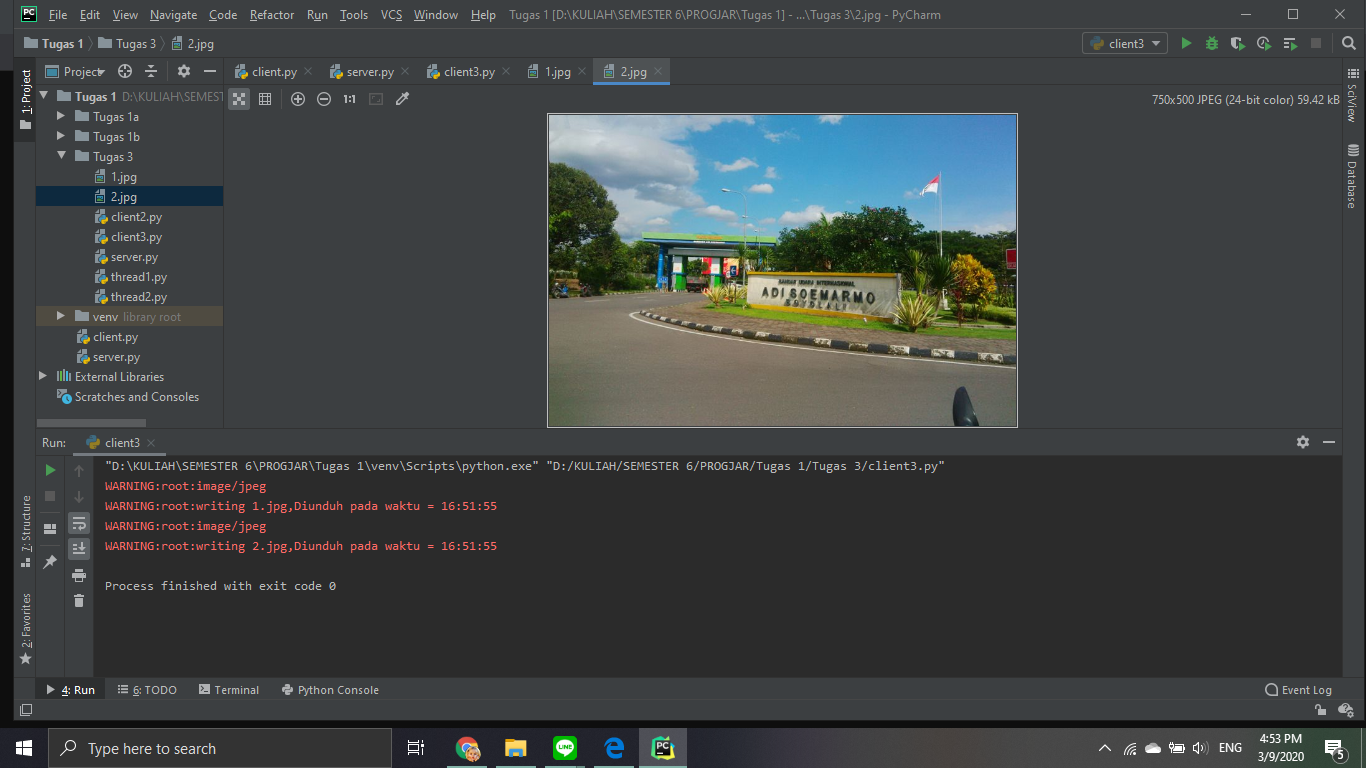 File Edit View Navigate Code Refactor Run Tools VCS Window Help Tugas 1 [D:\KULIAH\SEMESTER 6\PROGJAR\Tugas 1] - ...\Tugas 3\2.jpg - PyCharm
Tugas 1 Tugas 3 2.jpg client3
1: Project
Project
client.py server.py client3.py 1.jpg 2.jpg
Tugas 1 D:\KULIAH\SEMEST
Tugas 1a
Tugas 1b
Tugas 3
1.jpg
2.jpg
client2.py
client3.py
server.py
thread1.py
thread2.py
venv library root
client.py
server.py
External Libraries
Scratches and Consoles
1:1
750x500 JPEG (24-bit color) 59.42 kB
BANDAR UDARA INTERNASIONAL
ADI SOEMARMO
BOYOLALI
SciView
Database
Run: client3
"D:\KULIAH\SEMESTER 6\PROGJAR\Tugas 1\venv\Scripts\python.exe" "D:/KULIAH/SEMESTER 6/PROGJAR/Tugas 1/Tugas 3/client3.py"
WARNING:root:image/jpeg
WARNING:root:writing 1.jpg,Diunduh pada waktu = 16:51:55
WARNING:root:image/jpeg
WARNING:root:writing 2.jpg,Diunduh pada waktu = 16:51:55
Process finished with exit code 0
7: Structure
2: Favorites
4: Run 6: TODO Terminal Python Console Event Log
PC
Type here to search
LINE
PC
ENG
4:53 PM
3/9/2020
5